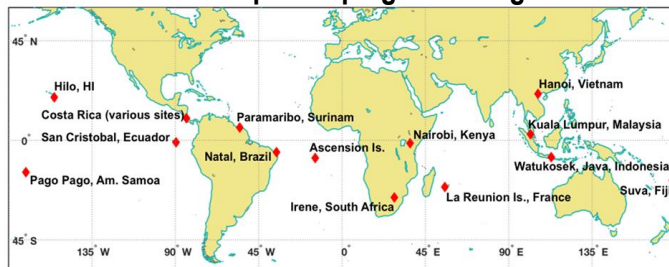 45° N
Hilo, HI
Hanoi, Vietnam
Costa Rica (various sites)
Paramaribo, Surinam
Kuala Lumpur, Malaysia
San Cristobal, Ecuador
Nairobi, Kenya
0°
Natal, Brazil
Ascension Is.
Watukosek, Java, Indonesia
Pago Pago, Am. Samoa
La Reunion Is., France
Suva, Fiji
Irene, South Africa
45° S
135° W
90° W
45° W
0°
45° E
90° E
135° E